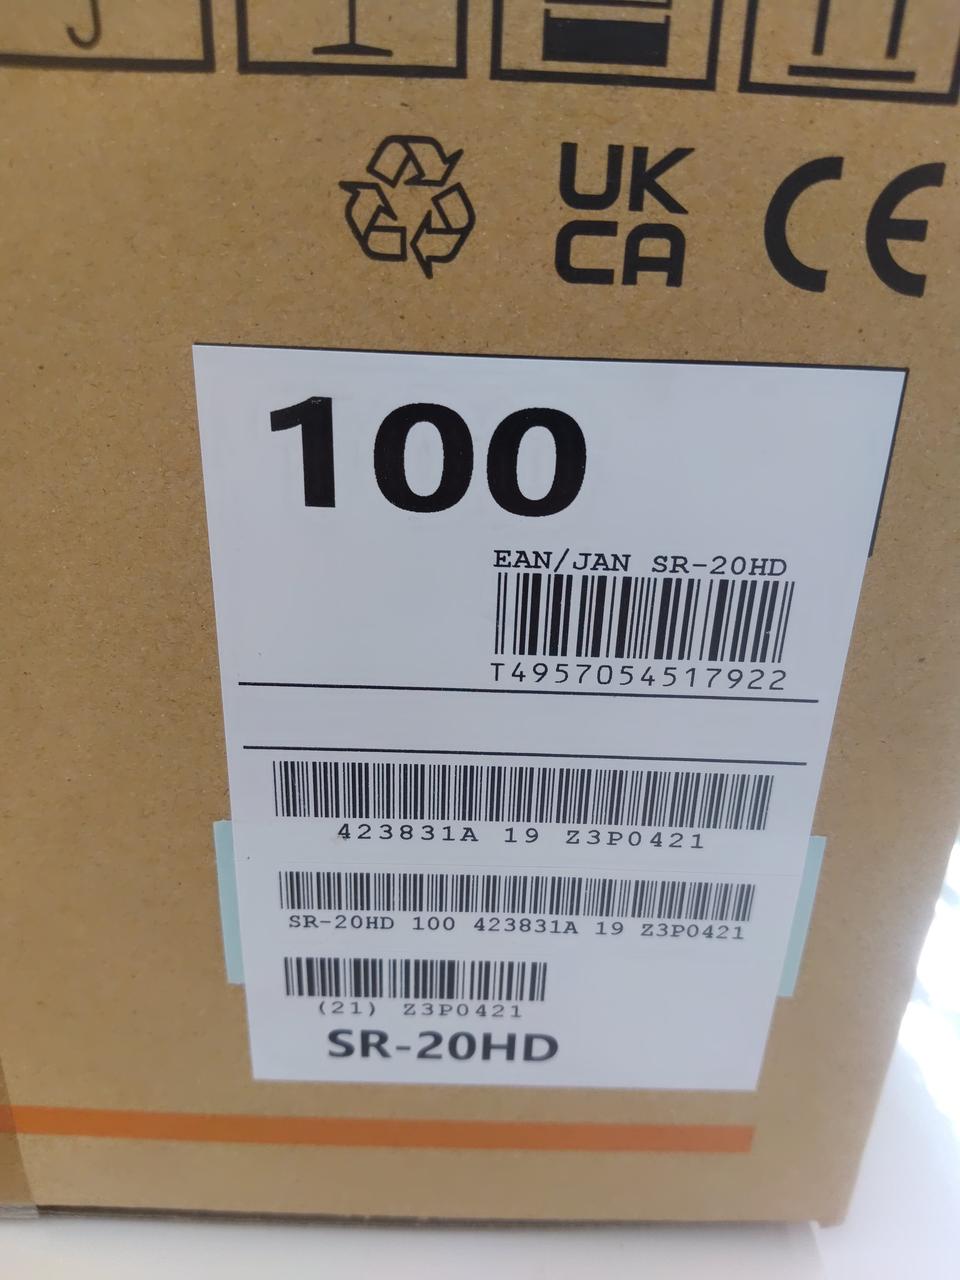 UK
CA
CE
100
EAN/JAN SR-20HD
T4957054517922
423831A 19 Z3P0421
SR-20HD 100 423831A 19 Z3P0421
(21) Z3P0421
SR-20HD